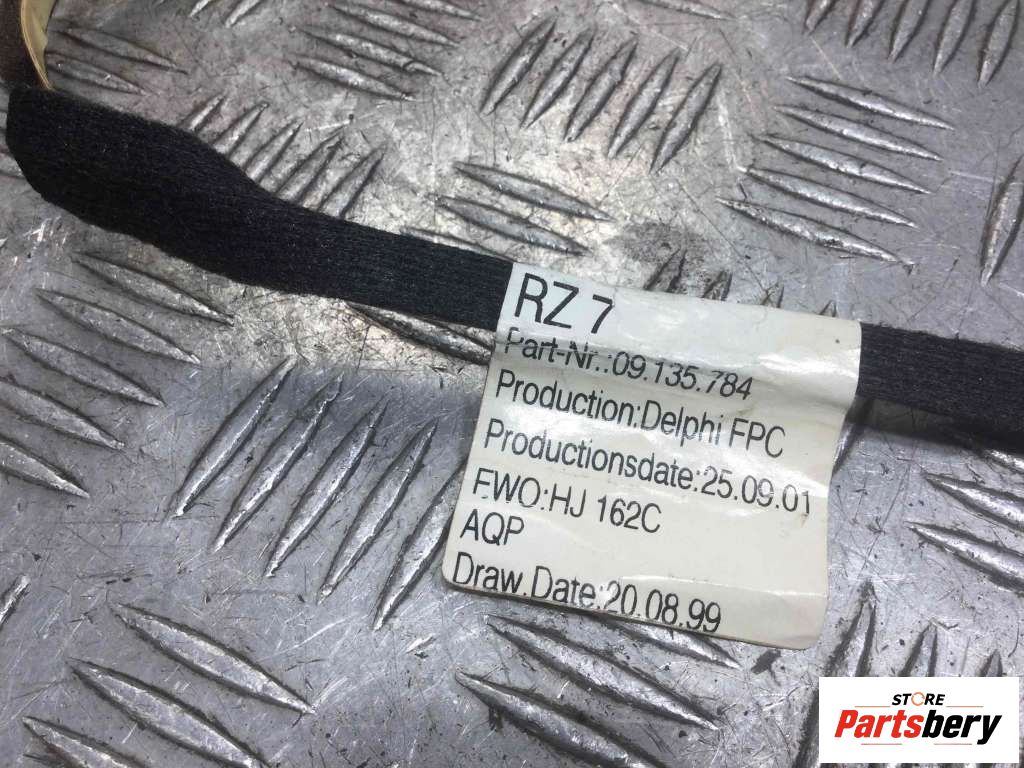 RZ 7
Part-Nr.:09.135.784
Production:Delphi FPC
Productionsdate:25.09.01
FWO:HJ 162C
AQP
Draw.Date:20.08.99
STORE
Partsbery